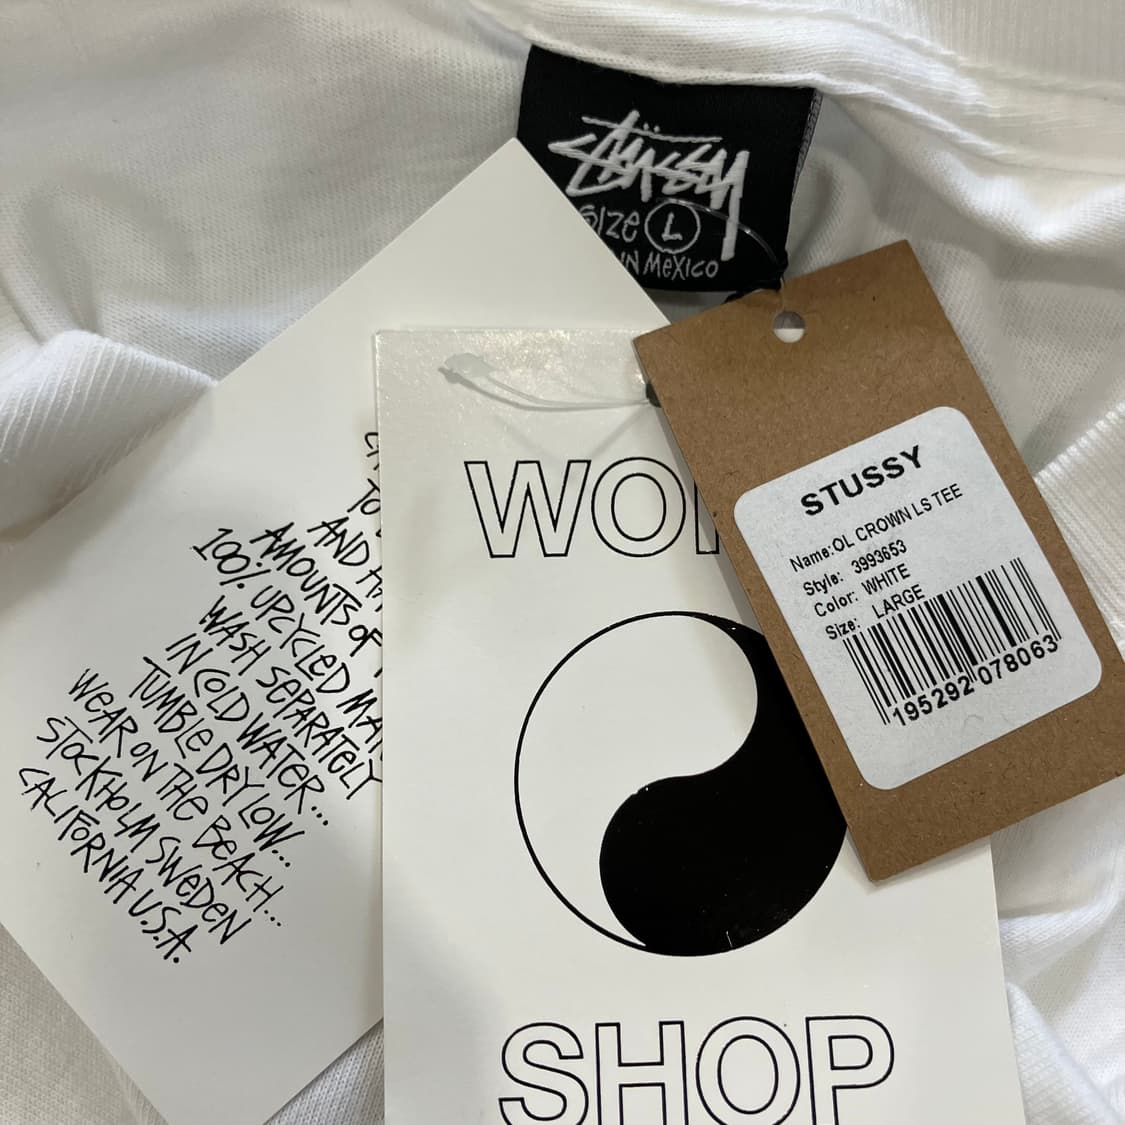 STÜSSY
SIZE L
IN MEXICO
TO
AND
AMOUNTS OF
100% UPCYCLED
WASH SEPARATELY
IN COLD WATER...
TUMBLE DRY LOW...
WEAR ON THE BEACH...
STOCKHOLM SWEDEN
CALIFORNIA U.S.A.
WO
SHOP
STUSSY
Name:OL CROWN LS TEE
Style: 3993653
Color: WHITE
Size: LARGE
195292 078063